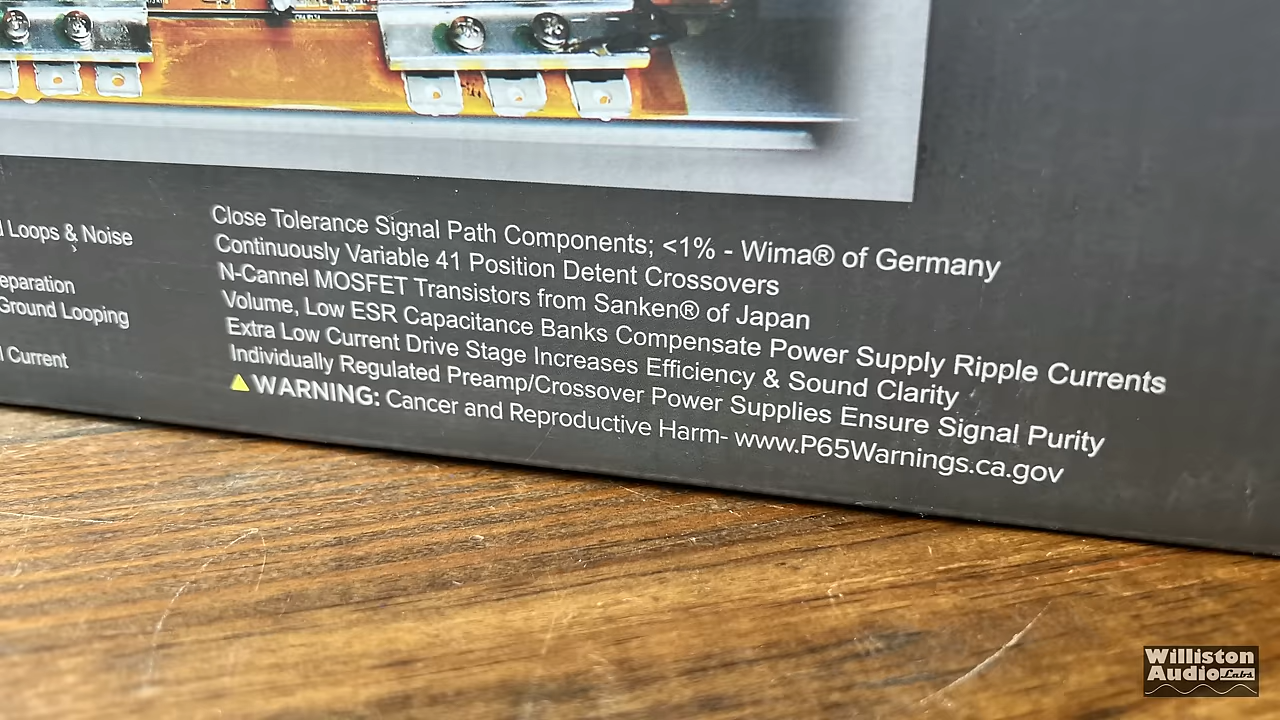 Loops & Noise
eparation
Ground Looping
Current
Close Tolerance Signal Path Components; <1% - Wima® of Germany
Continuously Variable 41 Position Detent Crossovers
N-Cannel MOSFET Transistors from Sanken® of Japan
Volume, Low ESR Capacitance Banks Compensate Power Supply Ripple Currents
Extra Low Current Drive Stage Increases Efficiency & Sound Clarity
Individually Regulated Preamp/Crossover Power Supplies Ensure Signal Purity
WARNING: Cancer and Reproductive Harm- www.P65Warnings.ca.gov
Williston
Audio Labs